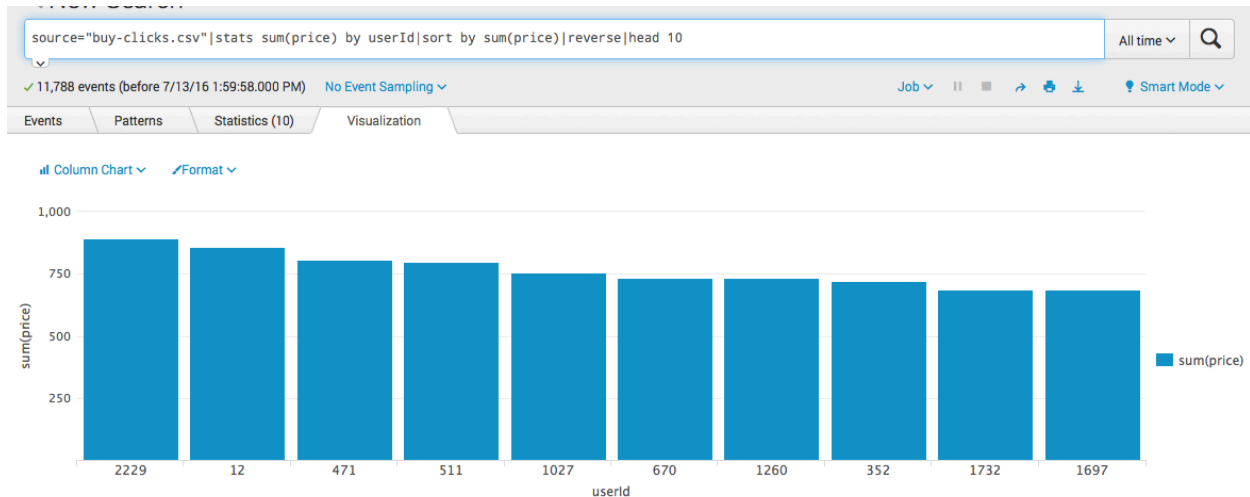 New Search
source="buy-clicks.csv"|stats sum(price) by userId|sort by sum(price)|reverse|head 10
All time
11,788 events (before 7/13/16 1:59:58.000 PM) No Event Sampling Job Smart Mode
Events Patterns Statistics (10) Visualization
Column Chart Format
1,000
750
500
250
sum(price)
sum(price)
2229 12 471 511 1027 670 1260 352 1732 1697
userId